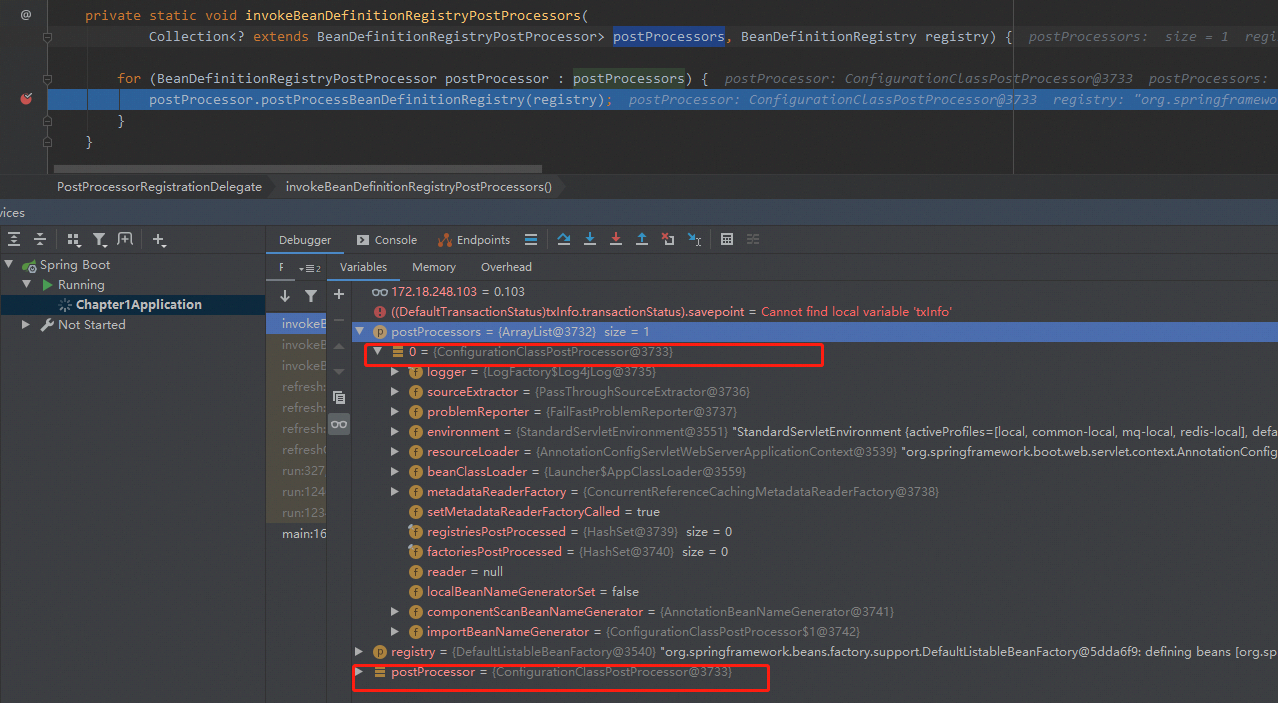 @
private static void invokeBeanDefinitionRegistryPostProcessors(
Collection<? extends BeanDefinitionRegistryPostProcessor> postProcessors, BeanDefinitionRegistry registry) { postProcessors: size = 1 regi
for (BeanDefinitionRegistryPostProcessor postProcessor : postProcessors) { postProcessor: ConfigurationClassPostProcessor@3733 postProcessors:
postProcessor.postProcessBeanDefinitionRegistry(registry); postProcessor: ConfigurationClassPostProcessor@3733 registry: "org.springframewo
}
}
PostProcessorRegistrationDelegate invokeBeanDefinitionRegistryPostProcessors()
vices
Debugger Console Endpoints
Spring Boot
Running
Chapter1Application
Not Started
F 2 Variables Memory Overhead
invokeB
invokeB
invokeB
refresh:
refresh:
refresh:
refresh(
run:327
run:124
run:123
main:16
172.18.248.103 = 0.103
((DefaultTransactionStatus)txInfo.transactionStatus).savepoint = Cannot find local variable 'txInfo'
postProcessors = {ArrayList@3732} size = 1
0 = {ConfigurationClassPostProcessor@3733}
logger = {LogFactory$Log4jLog@3735}
sourceExtractor = {PassThroughSourceExtractor@3736}
problemReporter = {FailFastProblemReporter@3737}
environment = {StandardServletEnvironment@3551} "StandardServletEnvironment {activeProfiles=[local, common-local, mq-local, redis-local], defa
resourceLoader = {AnnotationConfigServletWebServerApplicationContext@3539} "org.springframework.boot.web.servlet.context.AnnotationConfig
beanClassLoader = {Launcher$AppClassLoader@3559}
metadataReaderFactory = {ConcurrentReferenceCachingMetadataReaderFactory@3738}
setMetadataReaderFactoryCalled = true
registriesPostProcessed = {HashSet@3739} size = 0
factoriesPostProcessed = {HashSet@3740} size = 0
reader = null
localBeanNameGeneratorSet = false
componentScanBeanNameGenerator = {AnnotationBeanNameGenerator@3741}
importBeanNameGenerator = {ConfigurationClassPostProcessor$1@3742}
registry = {DefaultListableBeanFactory@3540} "org.springframework.beans.factory.support.DefaultListableBeanFactory@5dda6f9: defining beans [org.sp
postProcessor = {ConfigurationClassPostProcessor@3733}